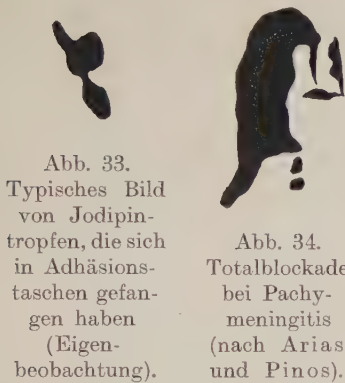 Abb. 33.
Typisches Bild
von Jodipin-
tropfen, die sich
in Adhäsions-
taschen gefan-
gen haben
(Eigen-
beobachtung).
Abb. 34.
Totalblockade
bei Pachy-
meningitis
(nach Arias
und Pinos).